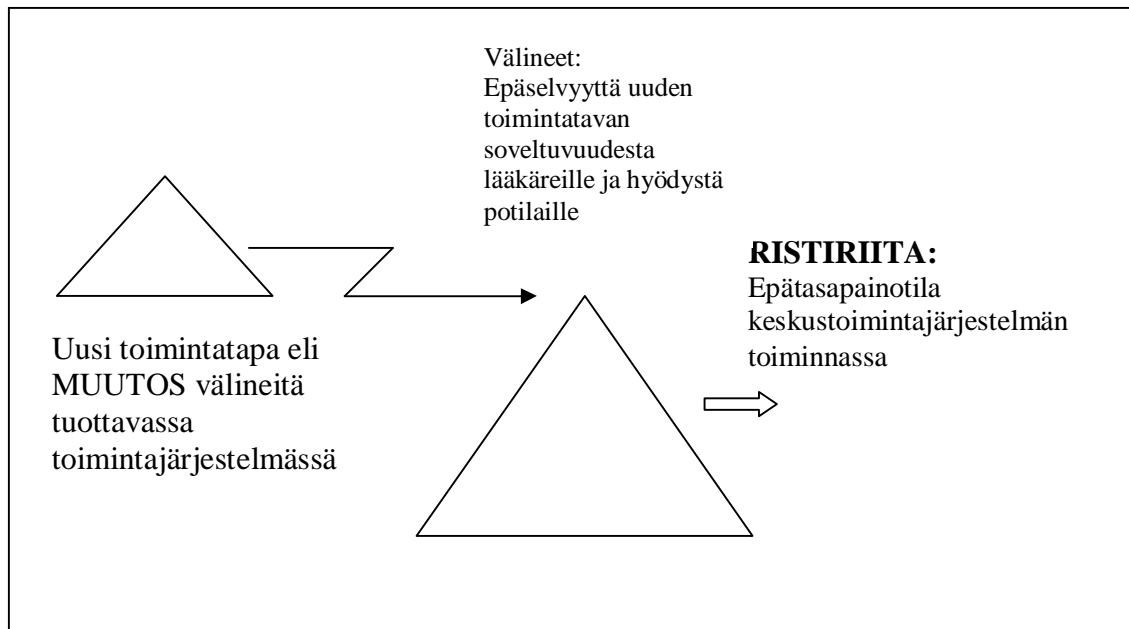 Välineet:
Epäselvyyttä uuden
toimintatavan
soveltuvuudesta
lääkäreille ja hyödystä
potilaille
RISTIRIITA:
Epätasapainotila
keskustoimintajärjestelmän
toiminnassa
Uusi toimintatapa eli
MUUTOS välineitä
tuottavassa
toimintajärjestelmässä